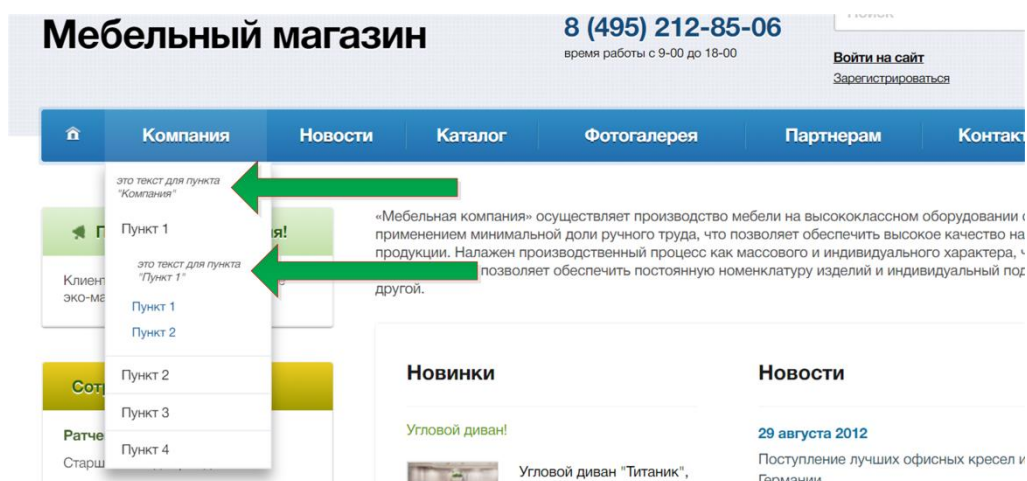 Мебельный магазин
8 (495) 212-85-06
время работы с 9-00 до 18-00
Войти на сайт
Зарегистрироваться
Компания Новости Каталог Фотогалерея Партнерам
это текст для пункта
"Компания"
Пункт 1
это текст для пункта
"Пункт 1"
Пункт 1
Пункт 2
Пункт 2
Пункт 3
Пункт 4
«Мебельная компания» осуществляет производство мебели на высококлассном оборудовании с
применением минимальной доли ручного труда, что позволяет обеспечить высокое качество
продукции. Налажен производственный процесс как массового и индивидуального характера,
позволяет обеспечить постоянную номенклатуру изделий и
другой.
Новинки
Угловой диван!
Угловой диван "Титаник",
Новости
29 августа 2012
Поступление лучших офисных кресел